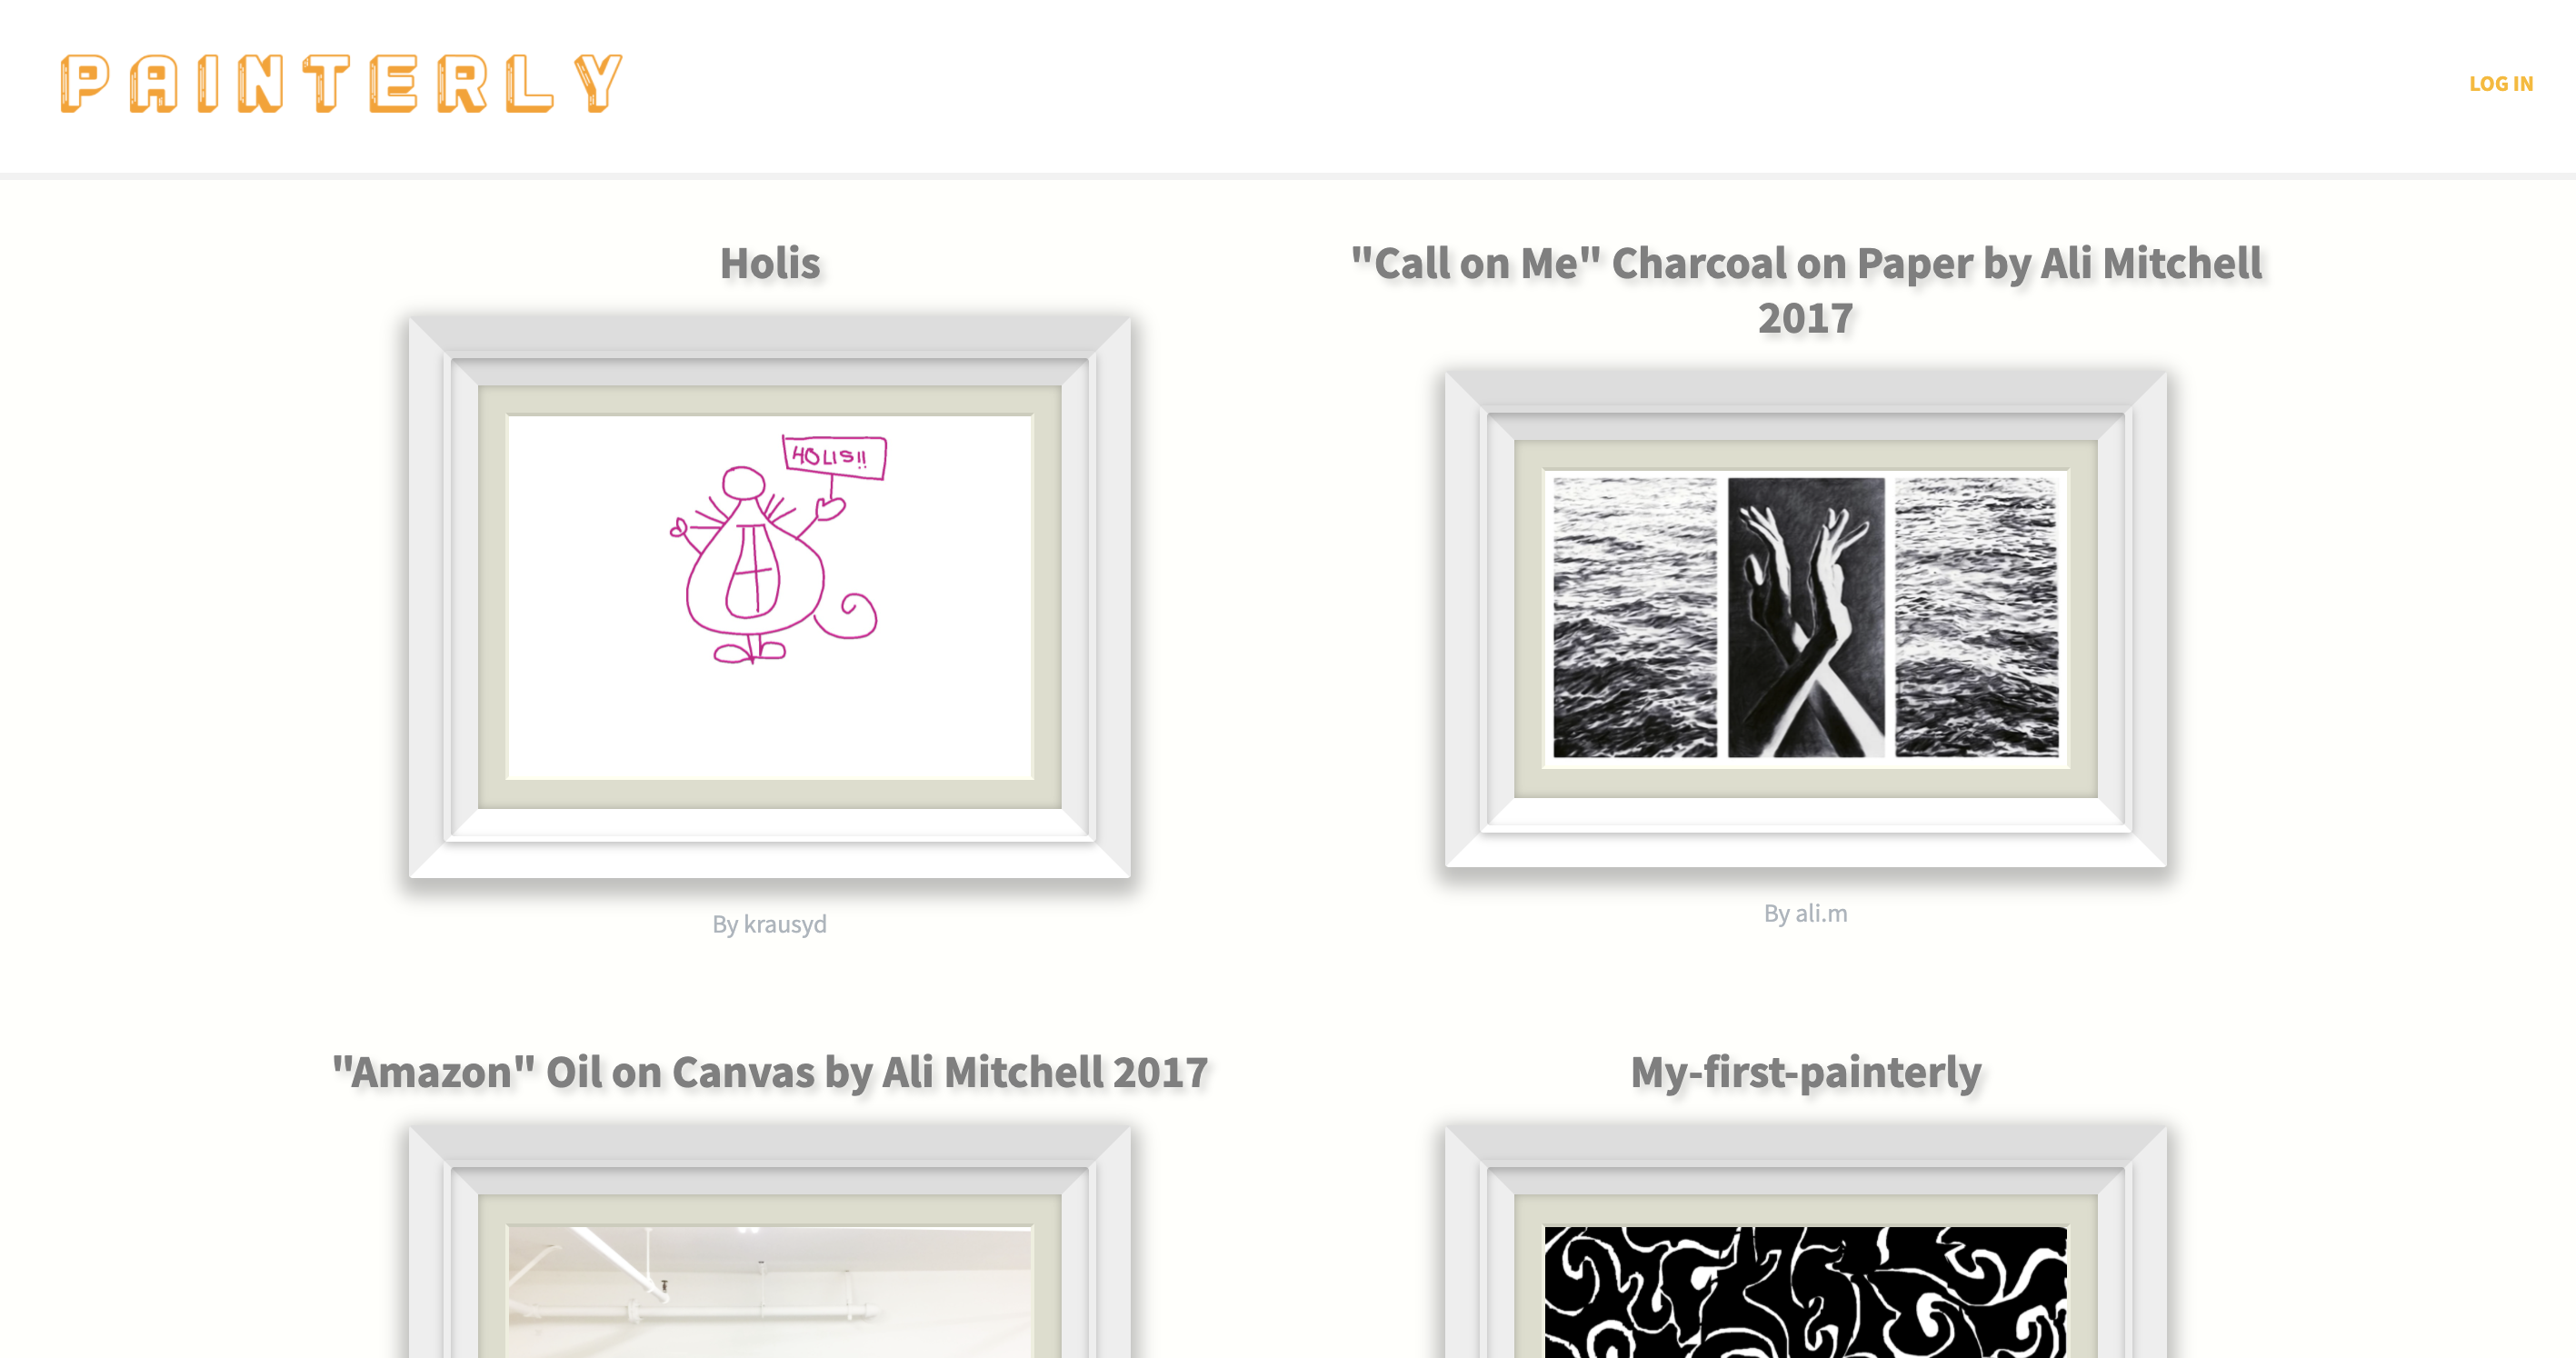 PAINTERLY
LOG IN
Holis
HOLIS!!
By krausyd
"Call on Me" Charcoal on Paper by Ali Mitchell
2017
By ali.m
"Amazon" Oil on Canvas by Ali Mitchell 2017
My-first-painterly